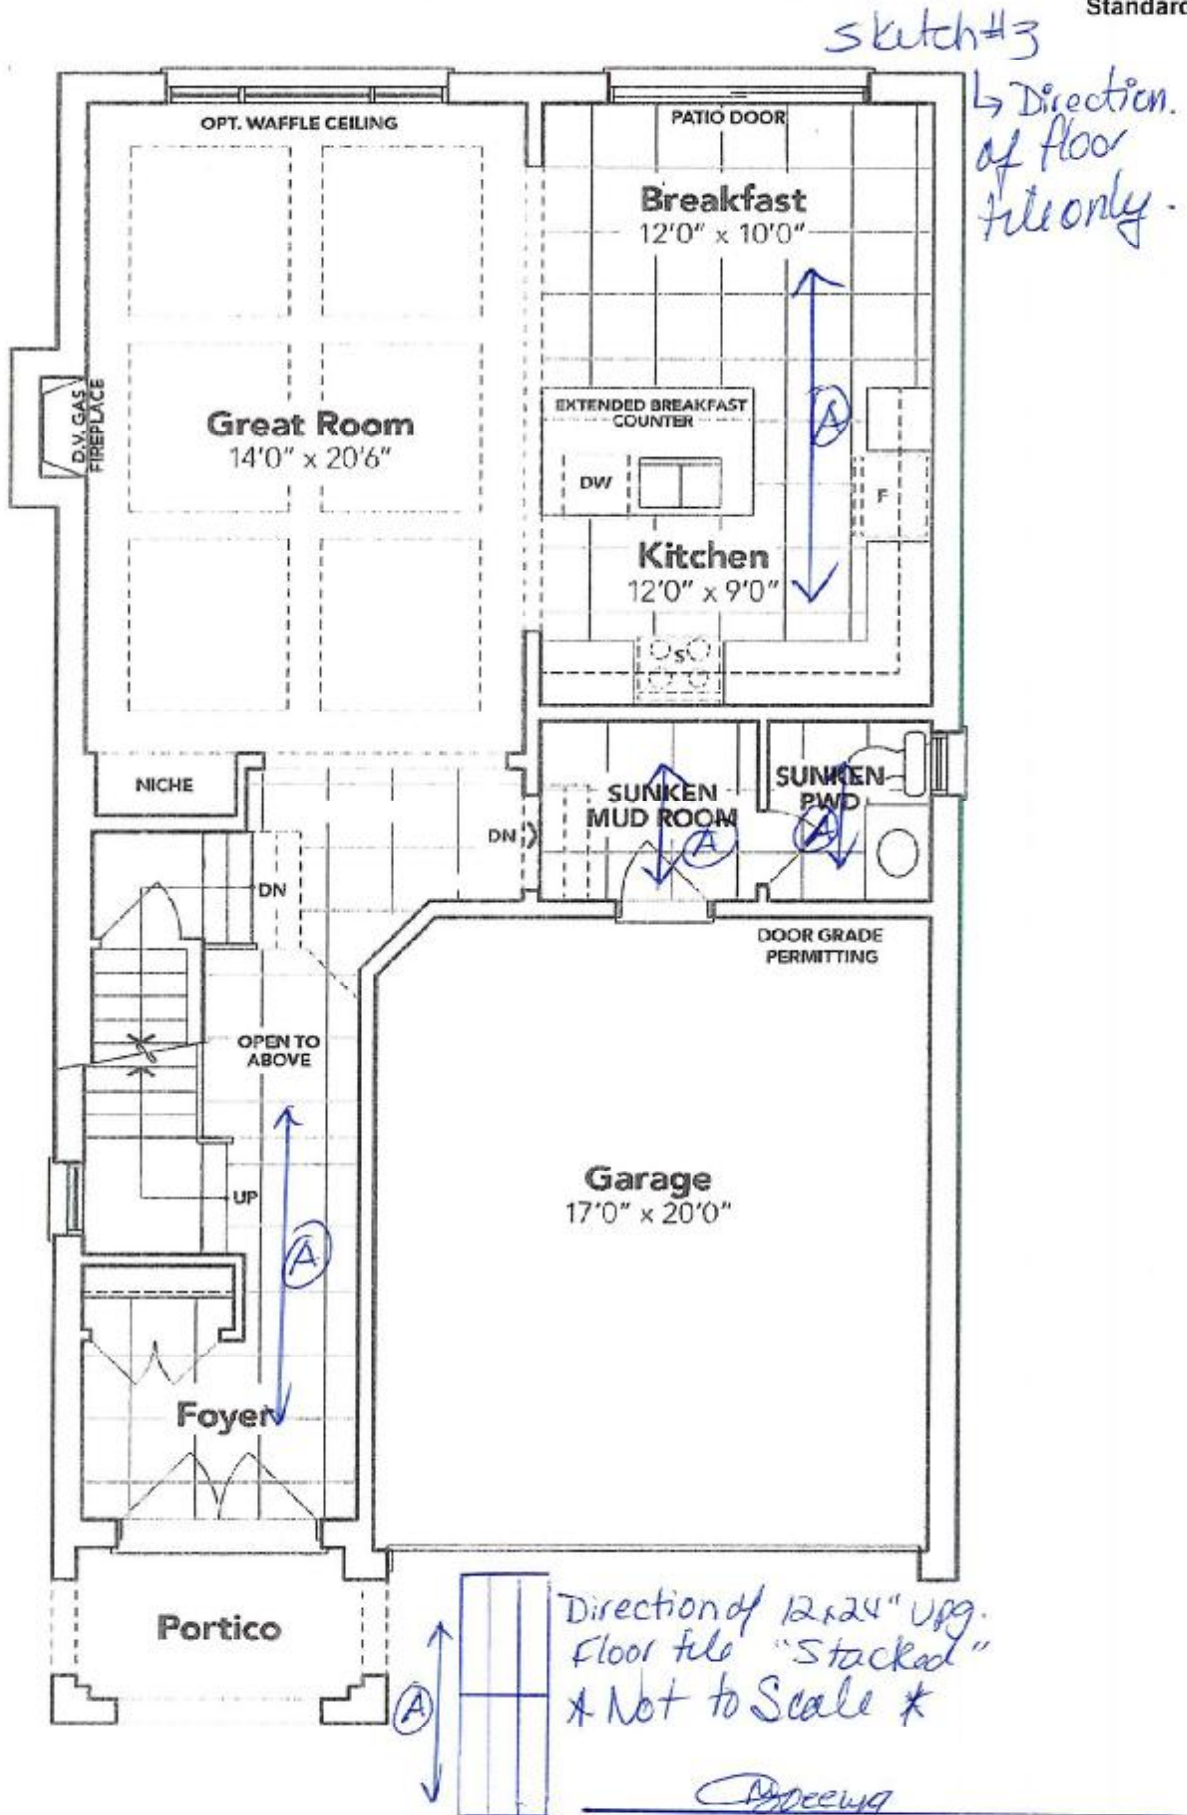 Standard
sketch#3
↳ Direction.
of floor
tile only.
OPT. WAFFLE CEILING
PATIO DOOR
Breakfast
12'0" x 10'0"
D.V. GAS
FIREPLACE
Great Room
14'0" x 20'6"
EXTENDED BREAKFAST
COUNTER
A
DW
F
Kitchen
12'0" x 9'0"
S
NICHE
SUNKEN
MUD ROOM
SUNKEN
PWD
DN
A
A
DN
DOOR GRADE
PERMITTING
OPEN TO
ABOVE
UP
Garage
17'0" x 20'0"
A
Foyer
Portico
A
Direction of 12x24" upg.
Floor tile "Stacked"
* Not to Scale *